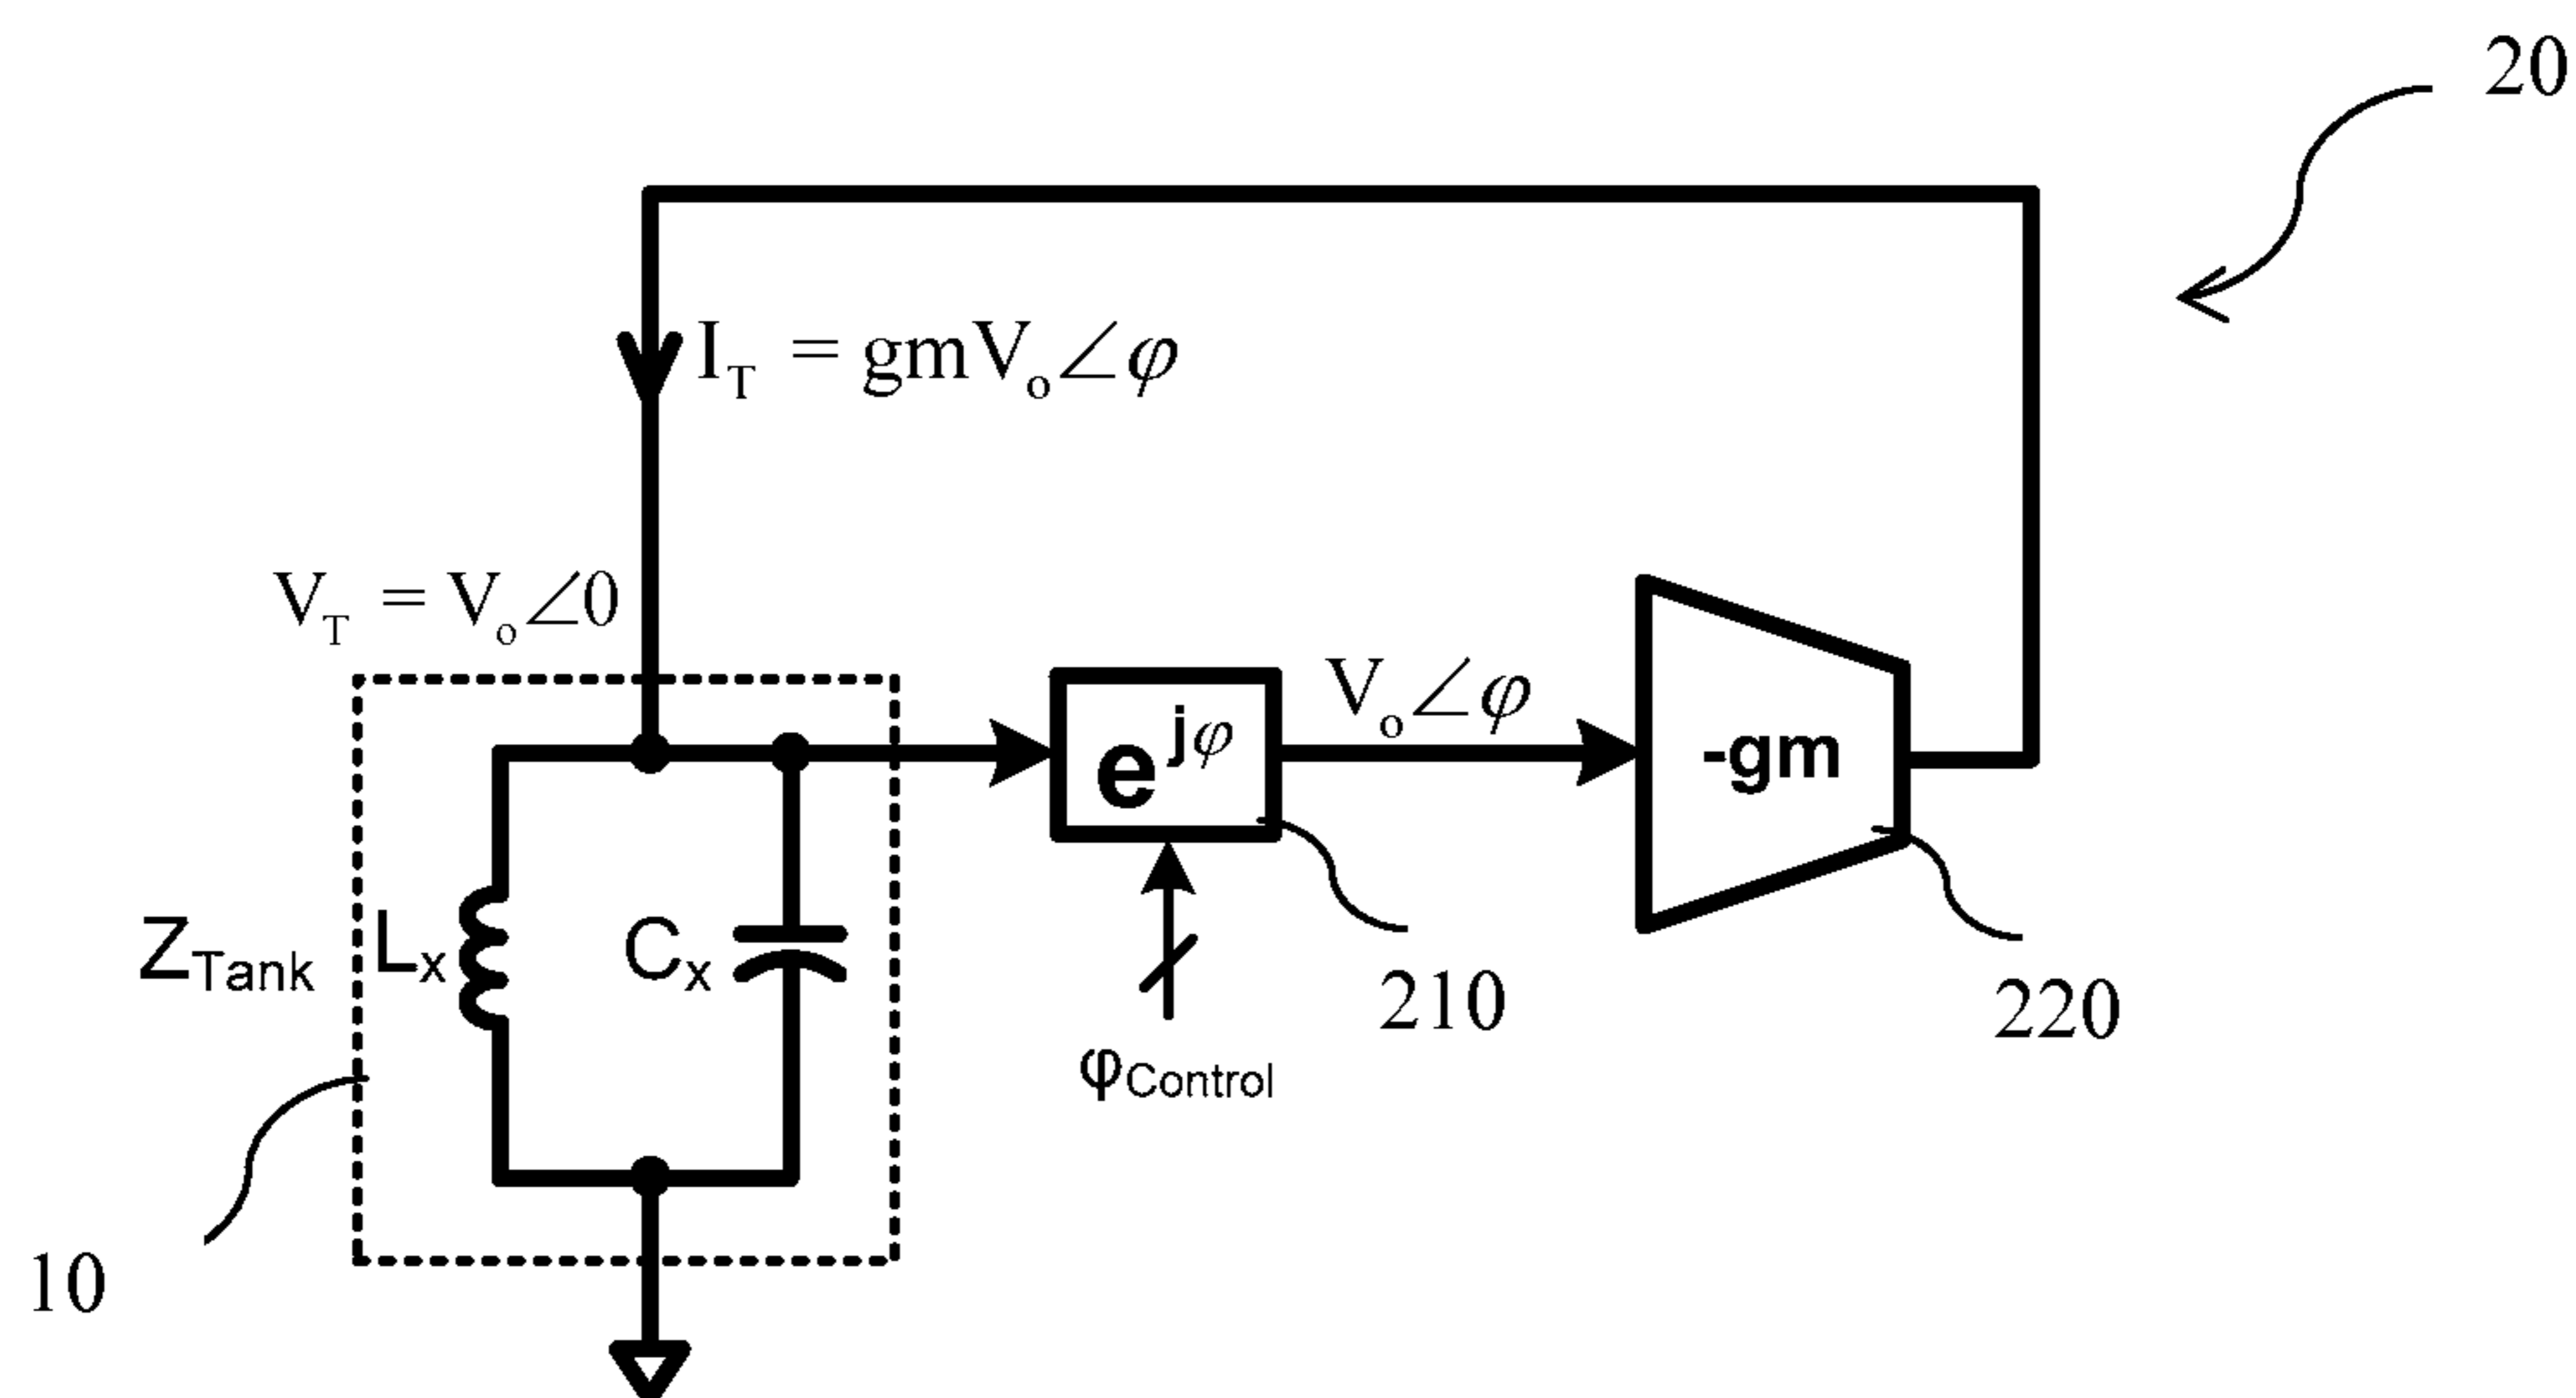 20
I_T = gmV_o∠φ
V_T = V_o∠0
V_o∠φ
e^jφ
-gm
Z_Tank
L_x
C_x
210
220
φ_Control
10